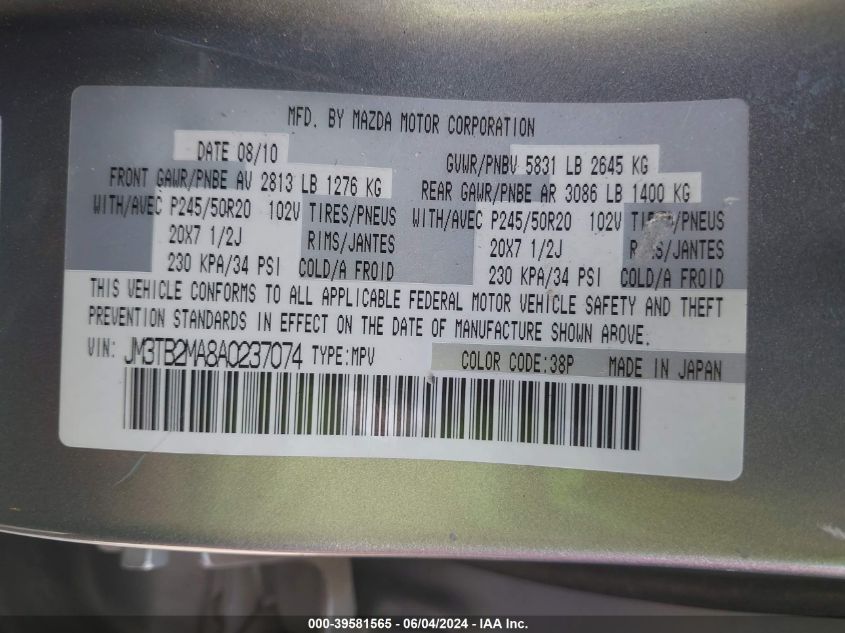 MFD. BY MAZDA MOTOR CORPORATION
DATE 08/10 GVWR/PNBV 5831 LB 2645 KG
FRONT GAWR/PNBE AV 2813 LB 1276 KG REAR GAWR/PNBE AR 3086 LB 1400 KG
WITH/AVEC P245/50R20 102V TIRES/PNEUS WITH/AVEC P245/50R20 102V TIRES/PNEUS
20X7 1/2J RIMS/JANTES 20X7 1/2J RIMS/JANTES
230 KPA/34 PSI COLD/A FROID 230 KPA/34 PSI COLD/A FROID
THIS VEHICLE CONFORMS TO ALL APPLICABLE FEDERAL MOTOR VEHICLE SAFETY AND THEFT
PREVENTION STANDARDS IN EFFECT ON THE DATE OF MANUFACTURE SHOWN ABOVE.
VIN: JM3TB2MA8A0237074 TYPE:MPV COLOR CODE:38P MADE IN JAPAN
000-39581565 - 06/04/2024 - IAA Inc.